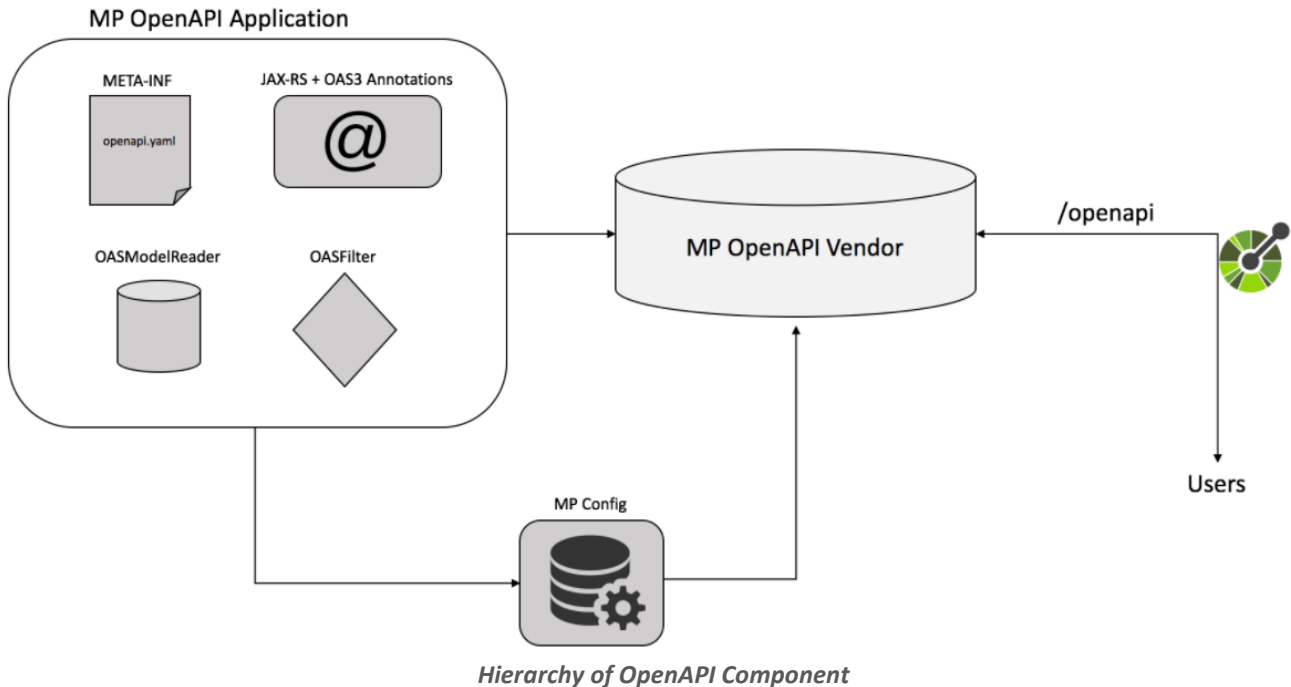 MP OpenAPI Application
META-INF
JAX-RS + OAS3 Annotations
openapi.yaml
@
OASModelReader
OASFilter
MP OpenAPI Vendor
/openapi
Users
MP Config
Hierarchy of OpenAPI Component